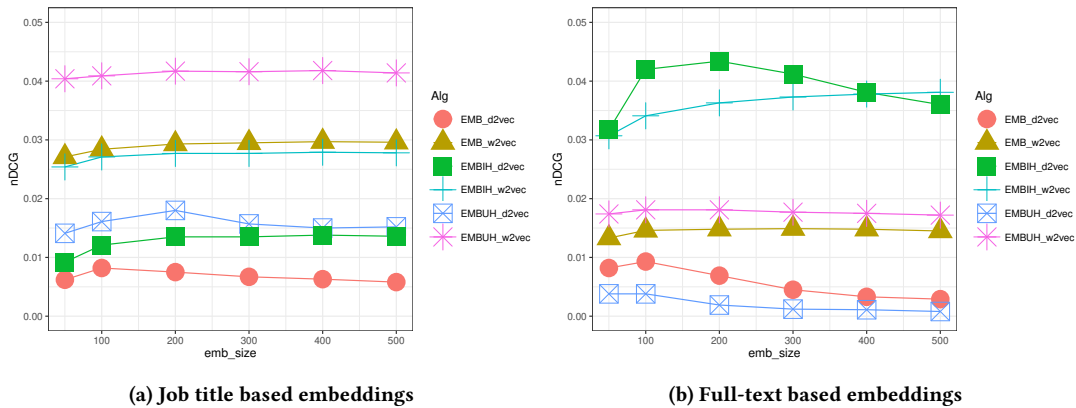 0.05
0.04
0.03
0.02
0.01
0.00
nDCG
100 200 300 400 500
emb_size
Alg
EMB_d2vec
EMB_w2vec
EMBIH_d2vec
EMBIH_w2vec
EMBUH_d2vec
EMBUH_w2vec
(a) Job title based embeddings
0.05
0.04
0.03
0.02
0.01
0.00
nDCG
100 200 300 400 500
emb_size
Alg
EMB_d2vec
EMB_w2vec
EMBIH_d2vec
EMBIH_w2vec
EMBUH_d2vec
EMBUH_w2vec
(b) Full-text based embeddings